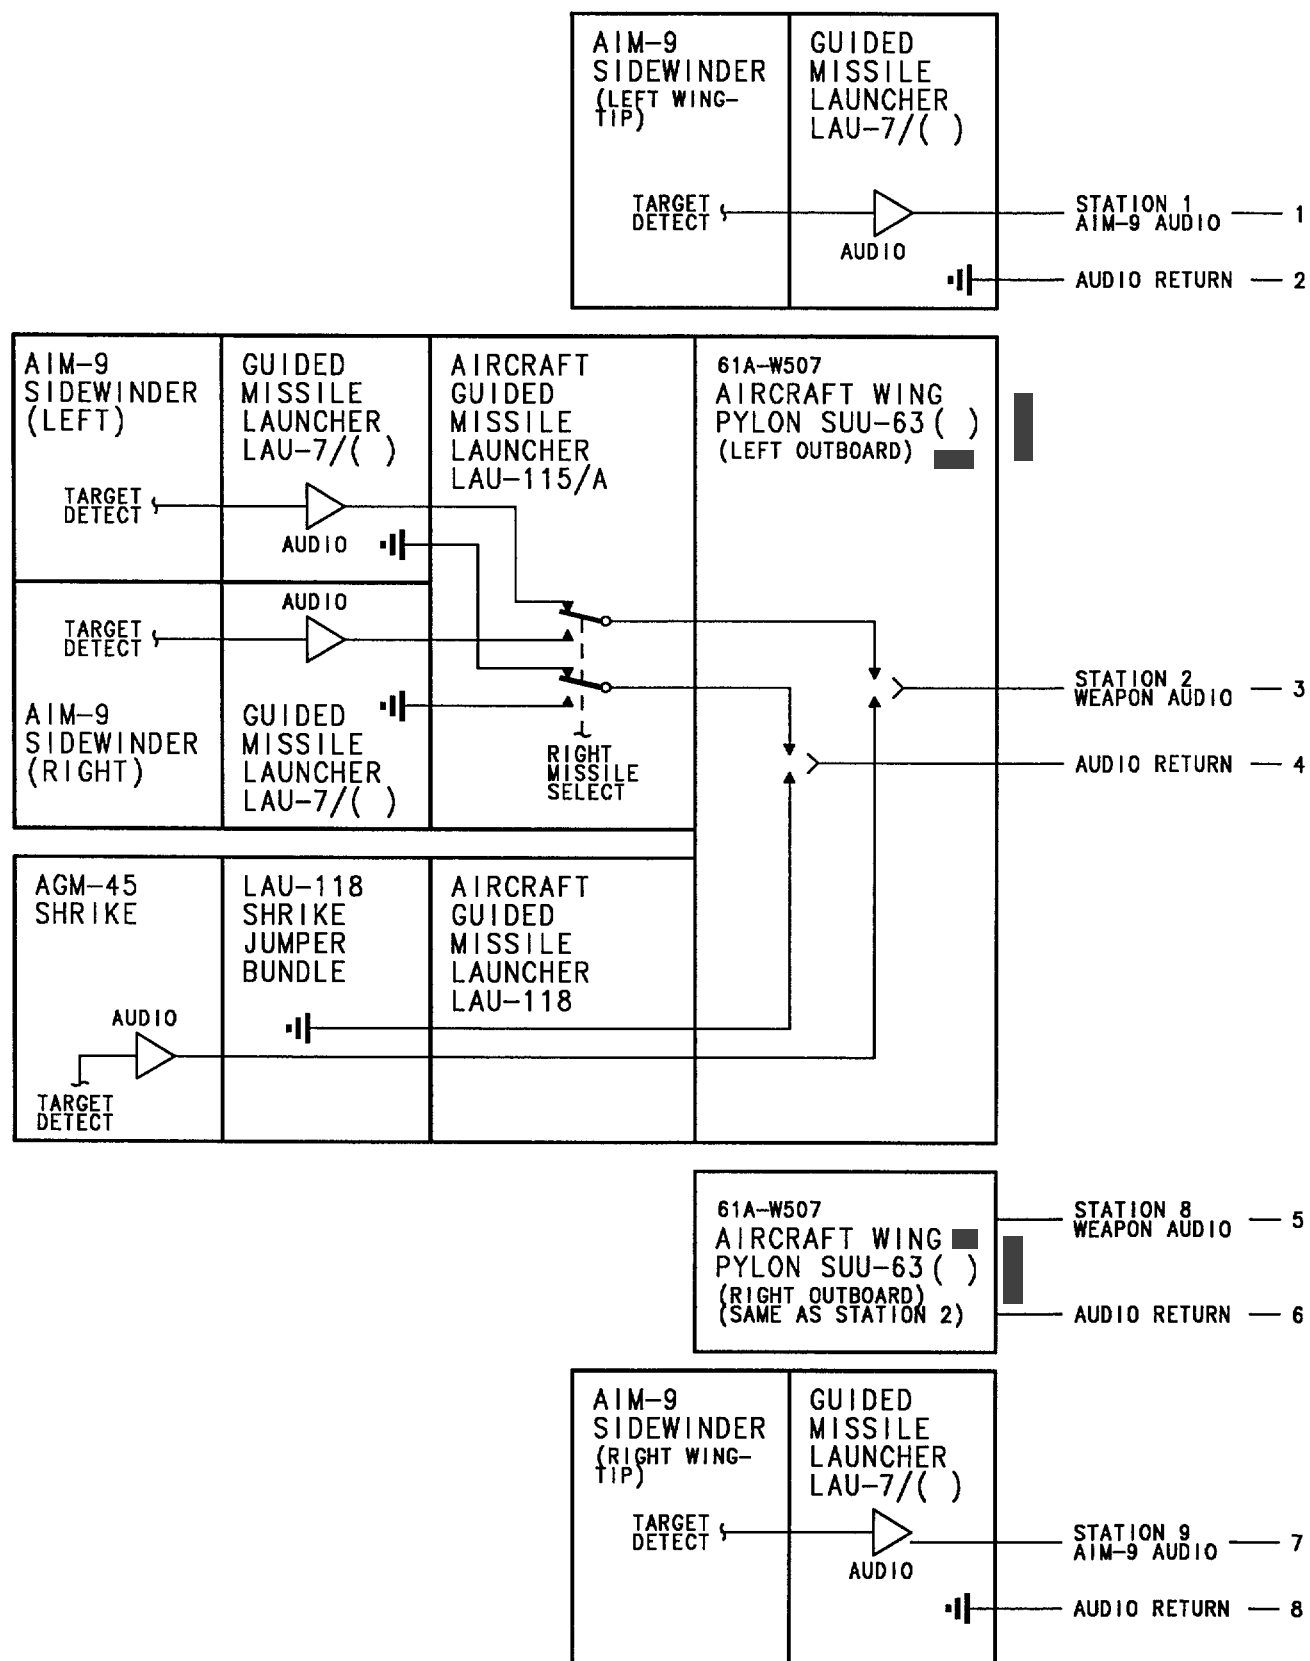 AIM-9
SIDEWINDER
(LEFT WING-
TIP)
GUIDED
MISSILE
LAUNCHER
LAU-7/( )
TARGET
DETECT
AUDIO
STATION 1
AIM-9 AUDIO
1
AUDIO RETURN
2
AIM-9
SIDEWINDER
(LEFT)
GUIDED
MISSILE
LAUNCHER
LAU-7/( )
AIRCRAFT
GUIDED
MISSILE
LAUNCHER
LAU-115/A
61A-W507
AIRCRAFT WING
PYLON SUU-63( )
(LEFT OUTBOARD)
TARGET
DETECT
AUDIO
AUDIO
TARGET
DETECT
AIM-9
SIDEWINDER
(RIGHT)
GUIDED
MISSILE
LAUNCHER
LAU-7/( )
RIGHT
MISSILE
SELECT
STATION 2
WEAPON AUDIO
3
AUDIO RETURN
4
AGM-45
SHRIKE
LAU-118
SHRIKE
JUMPER
BUNDLE
AIRCRAFT
GUIDED
MISSILE
LAUNCHER
LAU-118
AUDIO
TARGET
DETECT
61A-W507
AIRCRAFT WING
PYLON SUU-63( )
(RIGHT OUTBOARD)
(SAME AS STATION 2)
STATION 8
WEAPON AUDIO
5
AUDIO RETURN
6
AIM-9
SIDEWINDER
(RIGHT WING-
TIP)
GUIDED
MISSILE
LAUNCHER
LAU-7/( )
TARGET
DETECT
AUDIO
STATION 9
AIM-9 AUDIO
7
AUDIO RETURN
8